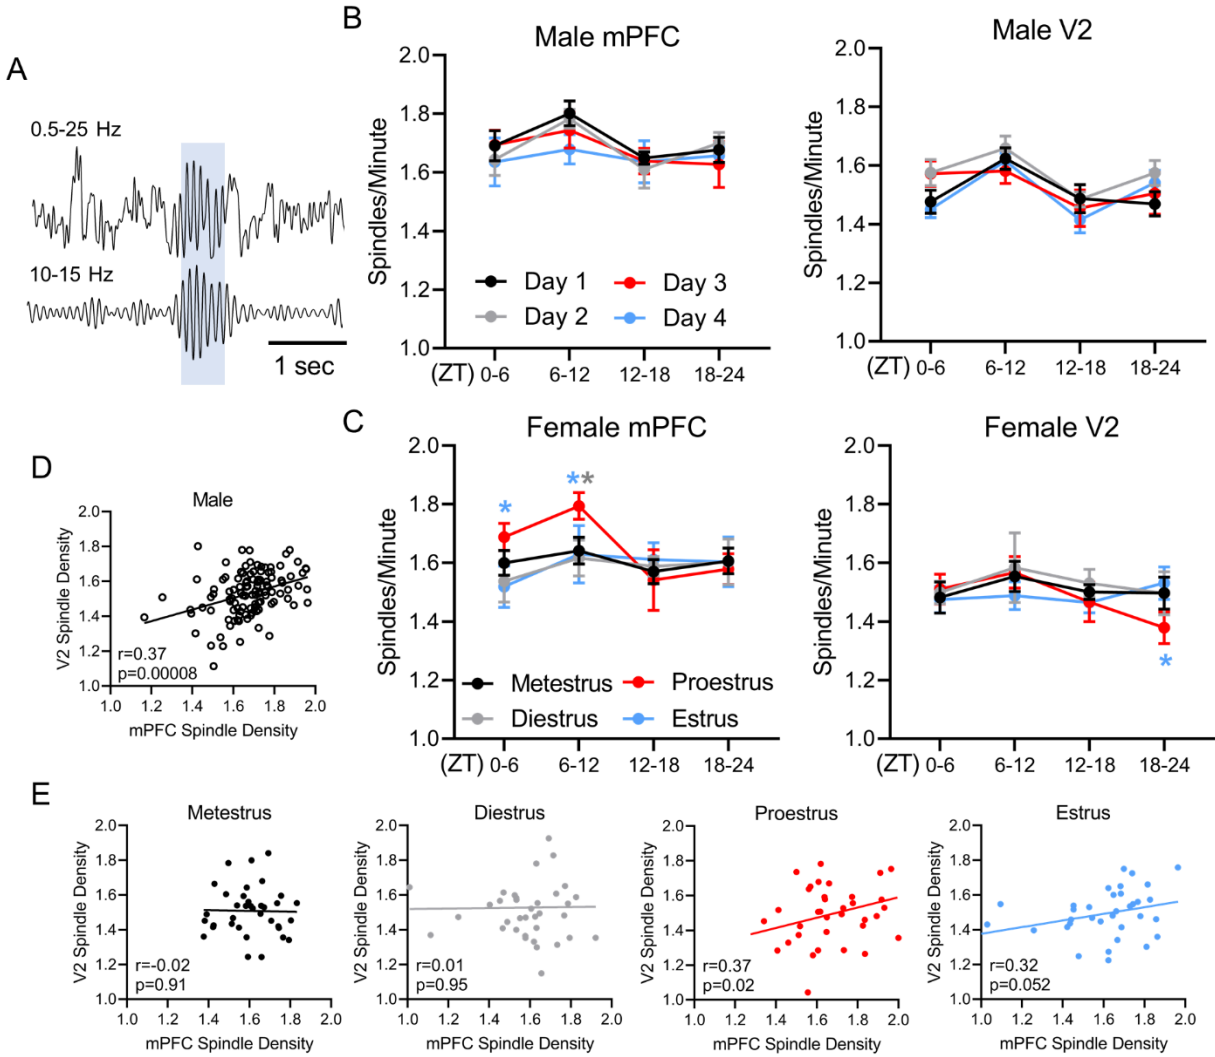 A
0.5-25 Hz
10-15 Hz
1 sec
B
Male mPFC
Spindles/Minute
2.0
1.8
1.6
1.4
1.2
1.0
Day 1
Day 3
Day 2
Day 4
(ZT)
0-6
6-12
12-18
18-24
Male V2
Spindles/Minute
2.0
1.8
1.6
1.4
1.2
1.0
(ZT)
0-6
6-12
12-18
18-24
C
Female mPFC
Spindles/Minute
2.0
1.8
1.6
1.4
1.2
1.0
*
**
Metestrus
Proestrus
Diestrus
Estrus
(ZT)
0-6
6-12
12-18
18-24
Female V2
Spindles/Minute
2.0
1.8
1.6
1.4
1.2
1.0
*
(ZT)
0-6
6-12
12-18
18-24
D
Male
V2 Spindle Density
2.0
1.8
1.6
1.4
1.2
1.0
r=0.37
p=0.00008
1.0
1.2
1.4
1.6
1.8
2.0
mPFC Spindle Density
E
Metestrus
V2 Spindle Density
2.0
1.8
1.6
1.4
1.2
1.0
r=-0.02
p=0.91
1.0
1.2
1.4
1.6
1.8
2.0
mPFC Spindle Density
Diestrus
V2 Spindle Density
2.0
1.8
1.6
1.4
1.2
1.0
r=0.01
p=0.95
1.0
1.2
1.4
1.6
1.8
2.0
mPFC Spindle Density
Proestrus
V2 Spindle Density
2.0
1.8
1.6
1.4
1.2
1.0
r=0.37
p=0.02
1.0
1.2
1.4
1.6
1.8
2.0
mPFC Spindle Density
Estrus
V2 Spindle Density
2.0
1.8
1.6
1.4
1.2
1.0
r=0.32
p=0.052
1.0
1.2
1.4
1.6
1.8
2.0
mPFC Spindle Density